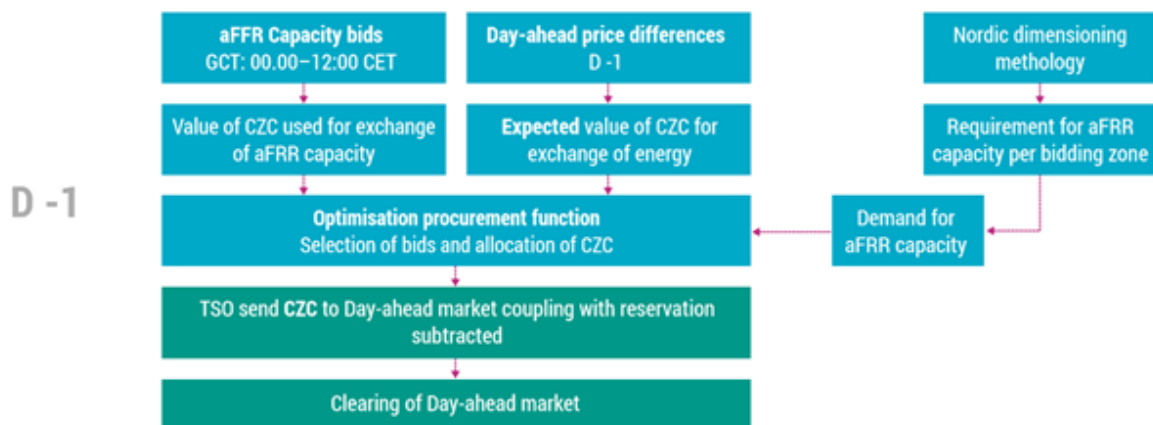 aFFR Capacity bids
GCT: 00.00–12:00 CET
Day-ahead price differences
D -1
Nordic dimensioning
methology
Value of CZC used for exchange
of aFRR capacity
Expected value of CZC for
exchange of energy
Requirement for aFRR
capacity per bidding zone
D -1
Optimisation procurement function
Selection of bids and allocation of CZC
Demand for
aFRR capacity
TSO send CZC to Day-ahead market coupling with reservation
subtracted
Clearing of Day-ahead market